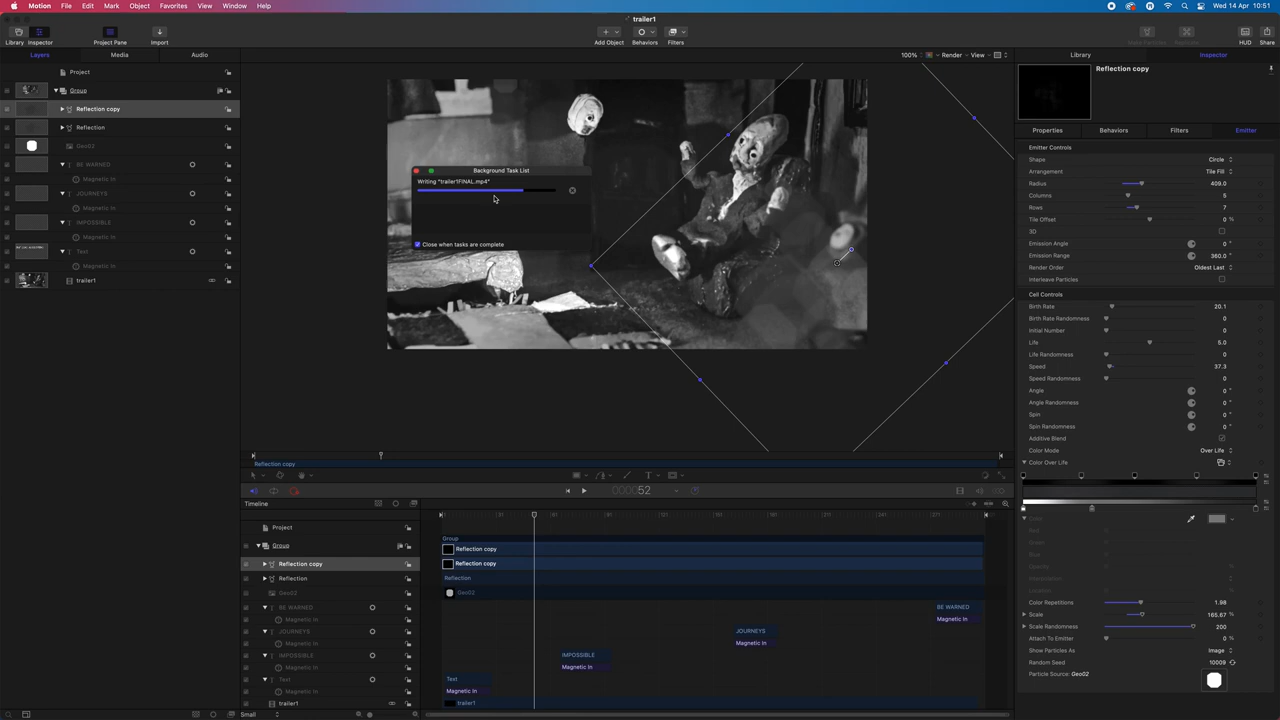 Motion File Edit Mark Object Favorites View Window Help Wed 14 Apr 10:51
trailer1
Library Inspector Project Pane Import Add Object Behaviors Filters Make Particles Replicate HUD Share
Layers Media Audio 100% Render View Library Inspector
Project
Group
Reflection copy
Reflection
Geo02
BE WARNED
Magnetic In
JOURNEYS
Magnetic In
IMPOSSIBLE
Magnetic In
Text
Magnetic In
trailer1
Background Task List
Writing "trailer1FINAL.mp4"
Close when tasks are complete
Reflection copy
Properties Behaviors Filters Emitter
Emitter Controls
Shape Circle
Arrangement Tile Fill
Radius 409.0
Columns 5
Rows 7
Tile Offset 0 %
3D
Emission Angle 0 °
Emission Range 360.0 °
Render Order Oldest Last
Interleave Particles
Cell Controls
Birth Rate 20.1
Birth Rate Randomness 0
Initial Number 0
Life 5.0
Life Randomness 0
Speed 37.3
Speed Randomness 0
Angle 0 °
Angle Randomness 0 °
Spin 0 °
Spin Randomness 0 °
Additive Blend
Color Mode Over Life
Color Over Life
Color
Red
Green
Blue
Opacity
Interpolation
Location
Color Repetitions 1.98
Scale 165.67 %
Scale Randomness 200
Attach To Emitter 0 %
Show Particles As Image
Random Seed 10009
Particle Source: Geo02
Reflection copy
000052
Timeline
Project
Group
Reflection copy
Reflection
Geo02
BE WARNED
Magnetic In
JOURNEYS
Magnetic In
IMPOSSIBLE
Magnetic In
Text
Magnetic In
trailer1
Small
Group
Reflection copy
Reflection copy
Reflection
Geo02
BE WARNED
Magnetic In
JOURNEYS
Magnetic In
IMPOSSIBLE
Magnetic In
Text
Magnetic In
trailer1